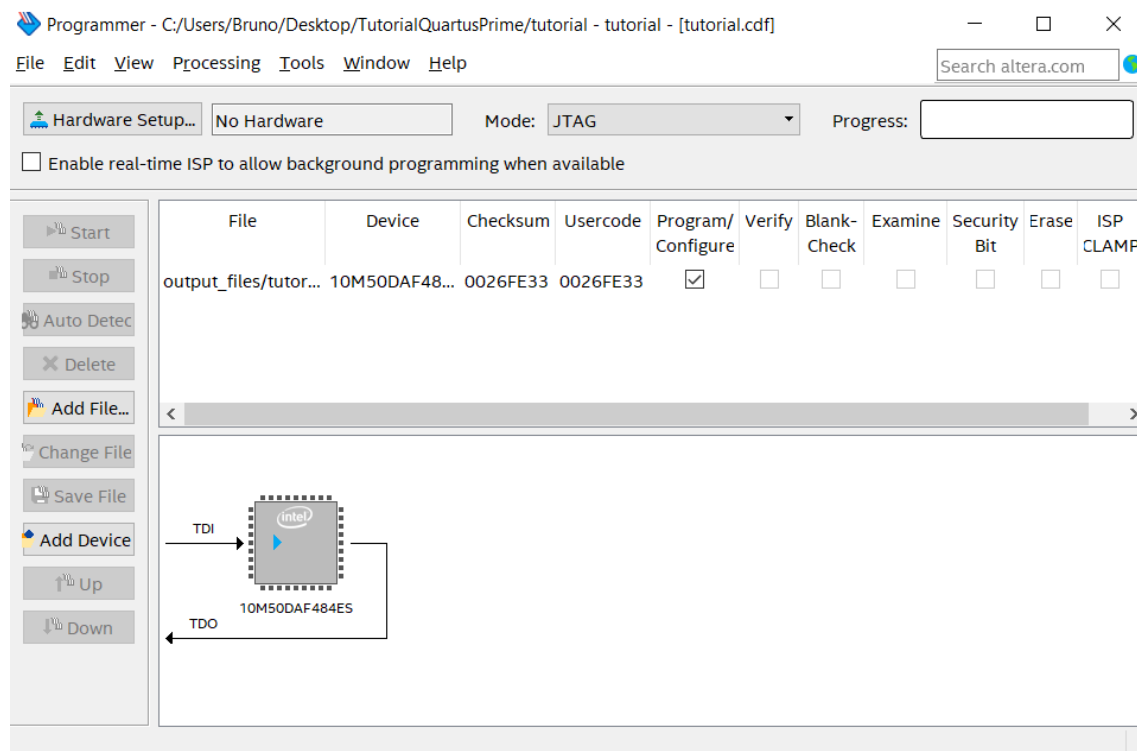 Programmer - C:/Users/Bruno/Desktop/TutorialQuartusPrime/tutorial - tutorial - [tutorial.cdf]
File Edit View Processing Tools Window Help
Search altera.com
Hardware Setup... No Hardware Mode: JTAG Progress:
Enable real-time ISP to allow background programming when available
Start
Stop
Auto Detec
Delete
Add File...
Change File
Save File
Add Device
Up
Down
File Device Checksum Usercode Program/ Verify Blank- Examine Security Erase ISP
Configure Check Bit CLAMP
output_files/tutor... 10M50DAF48... 0026FE33 0026FE33
intel
TDI
10M50DAF484ES
TDO